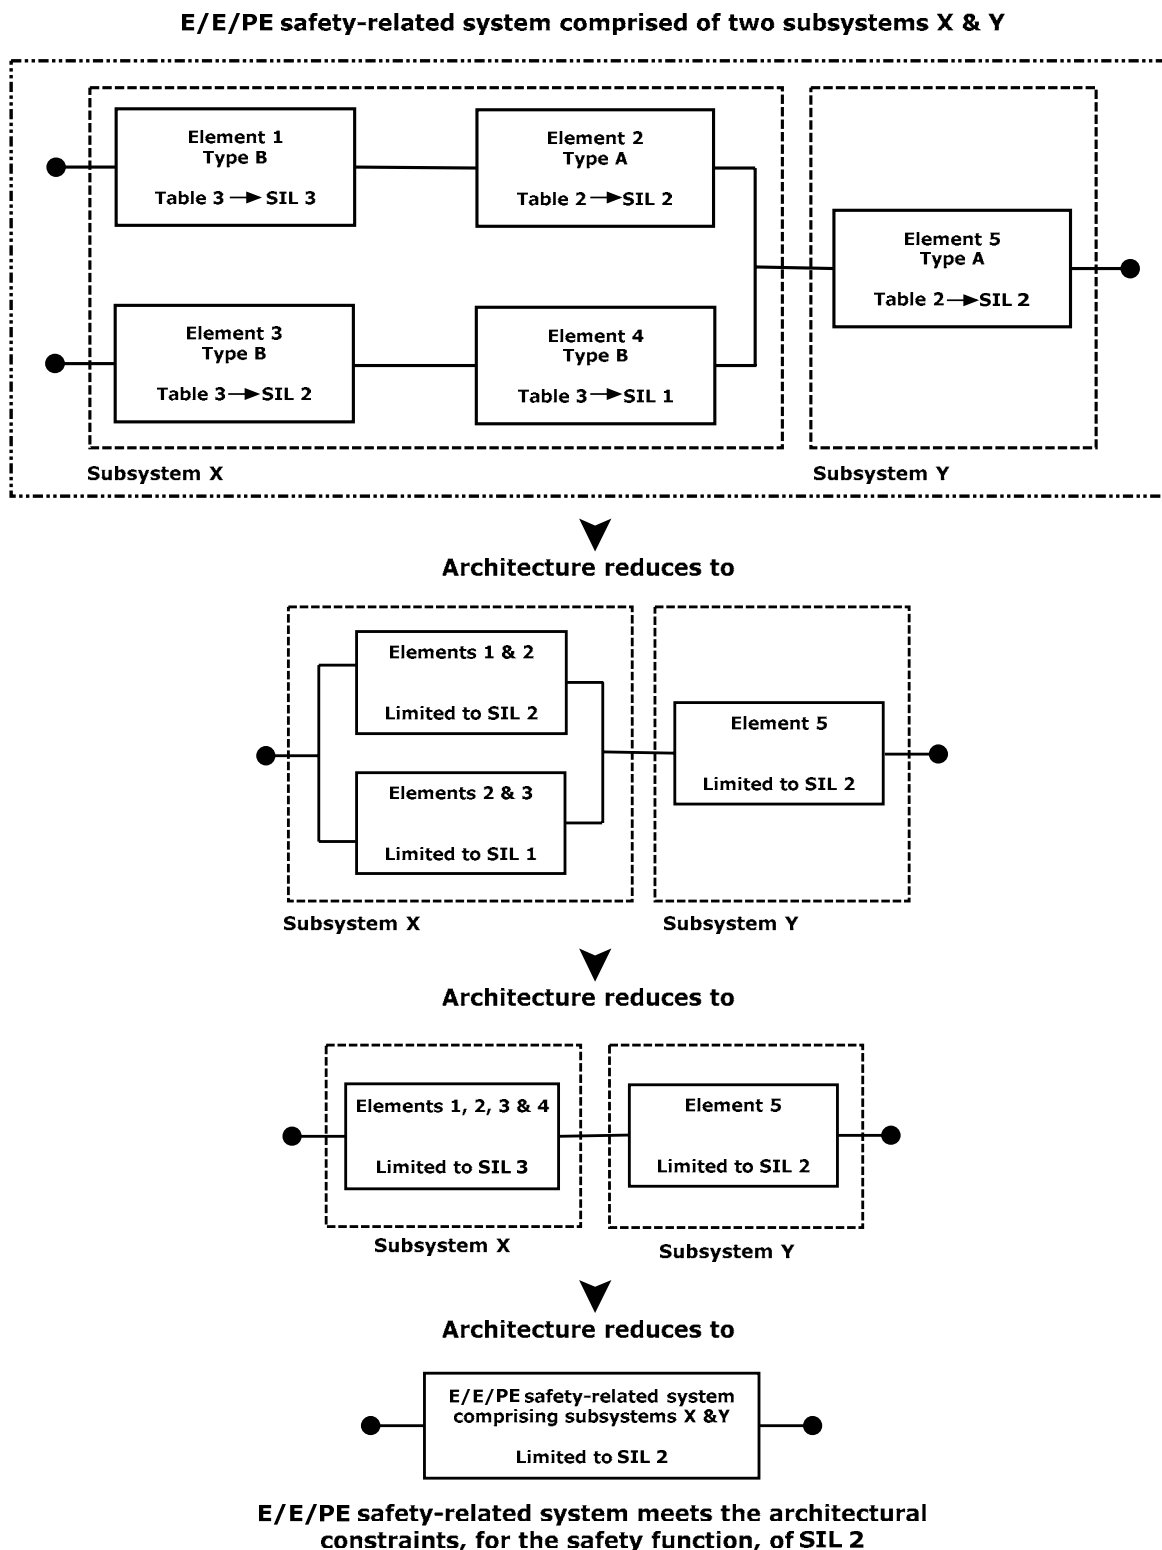 E/E/PE safety-related system comprised of two subsystems X & Y
Element 1
Type B
Table 3 → SIL 3
Element 2
Type A
Table 2 → SIL 2
Element 3
Type B
Table 3 → SIL 2
Element 4
Type B
Table 3 → SIL 1
Subsystem X
Element 5
Type A
Table 2 → SIL 2
Subsystem Y
Architecture reduces to
Elements 1 & 2
Limited to SIL 2
Elements 2 & 3
Limited to SIL 1
Subsystem X
Element 5
Limited to SIL 2
Subsystem Y
Architecture reduces to
Elements 1, 2, 3 & 4
Limited to SIL 3
Subsystem X
Element 5
Limited to SIL 2
Subsystem Y
Architecture reduces to
E/E/PE safety-related system
comprising subsystems X &Y
Limited to SIL 2
E/E/PE safety-related system meets the architectural
constraints, for the safety function, of SIL 2